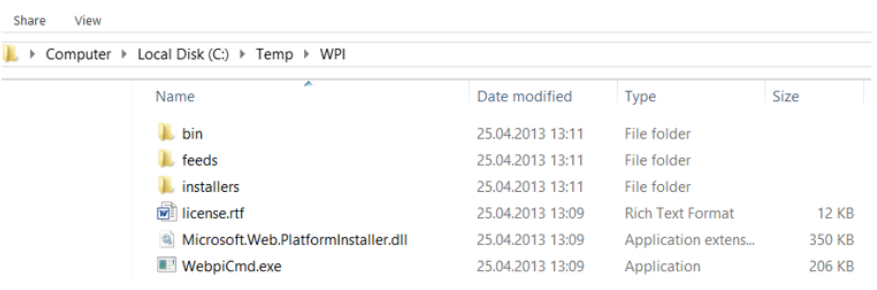 Share View
Computer Local Disk (C:) Temp WPI
Name Date modified Type Size
bin 25.04.2013 13:11 File folder
feeds 25.04.2013 13:11 File folder
installers 25.04.2013 13:11 File folder
license.rtf 25.04.2013 13:09 Rich Text Format 12 KB
Microsoft.Web.PlatformInstaller.dll 25.04.2013 13:09 Application extens... 350 KB
WebpiCmd.exe 25.04.2013 13:09 Application 206 KB